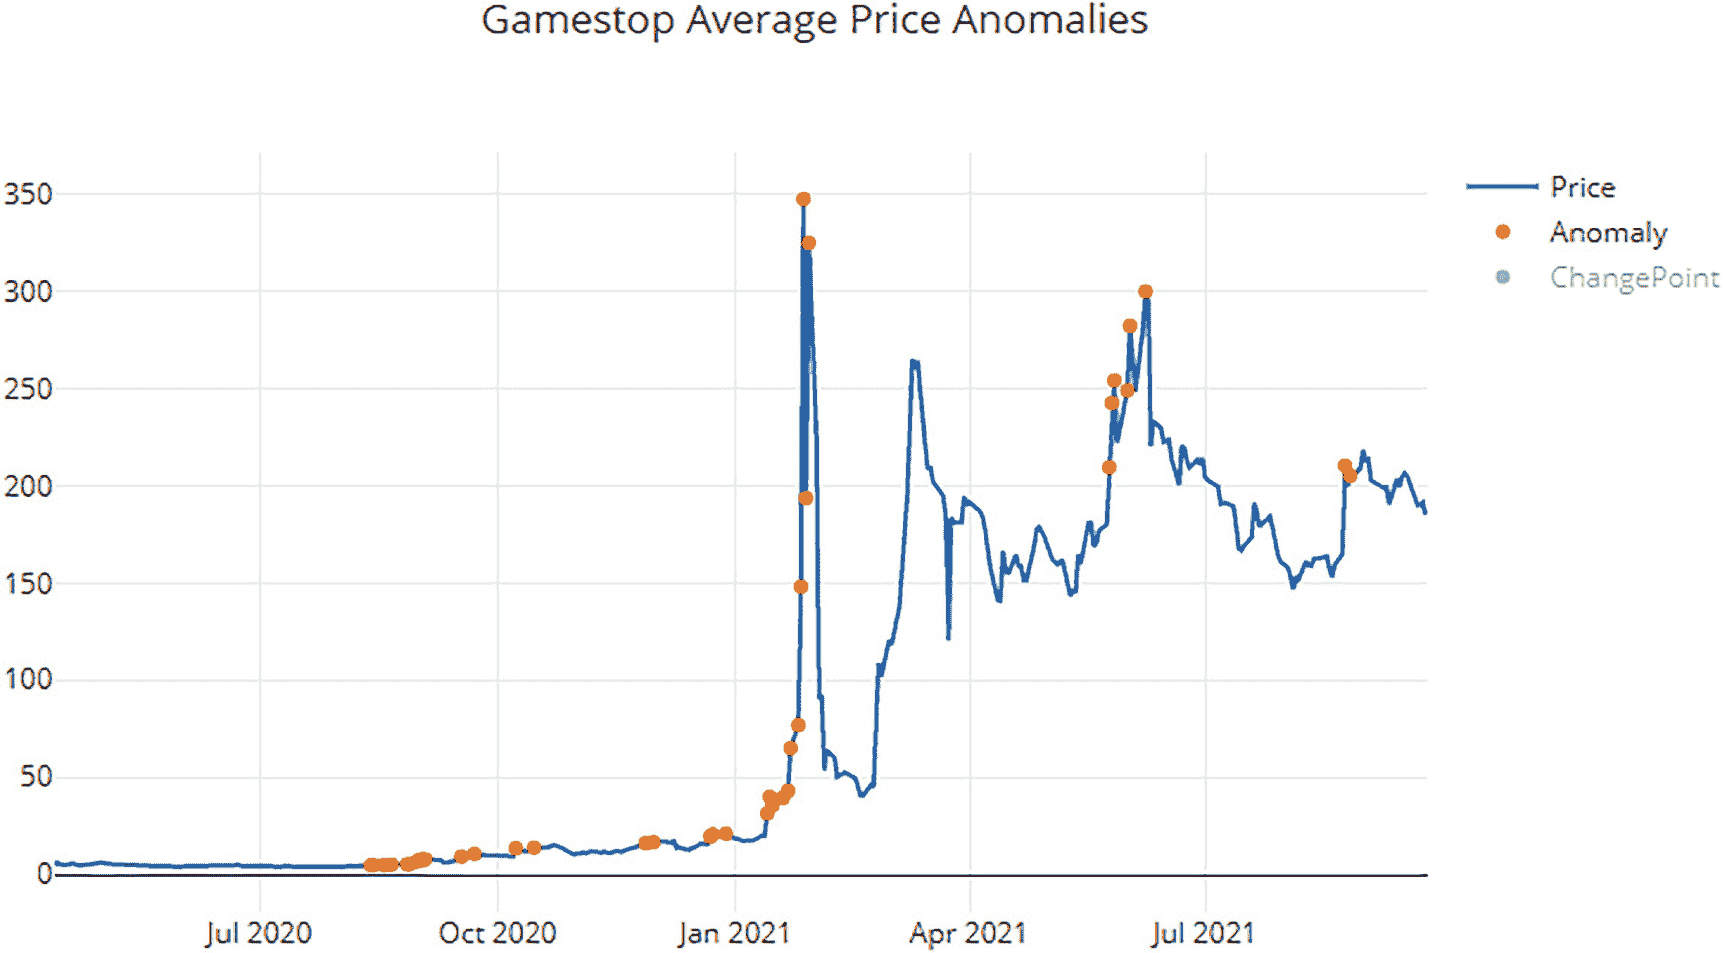 Gamestop Average Price Anomalies
350
300
250
200
150
100
50
0
Jul 2020
Oct 2020
Jan 2021
Apr 2021
Jul 2021
Price
Anomaly
ChangePoint